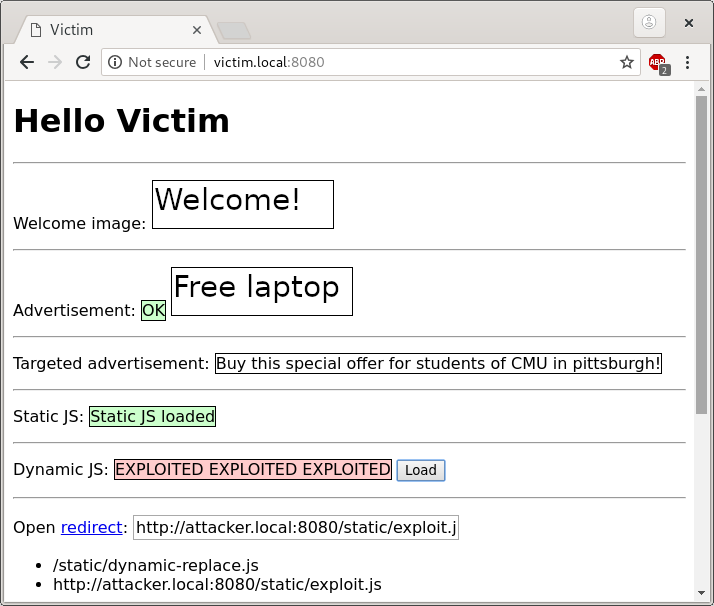 Victim
Not secure | victim.local:8080
ABP
2
Hello Victim
Welcome image: Welcome!
Advertisement: OK Free laptop
Targeted advertisement: Buy this special offer for students of CMU in pittsburgh!
Static JS: Static JS loaded
Dynamic JS: EXPLOITED EXPLOITED EXPLOITED Load
Open redirect: http://attacker.local:8080/static/exploit.j
• /static/dynamic-replace.js
• http://attacker.local:8080/static/exploit.js